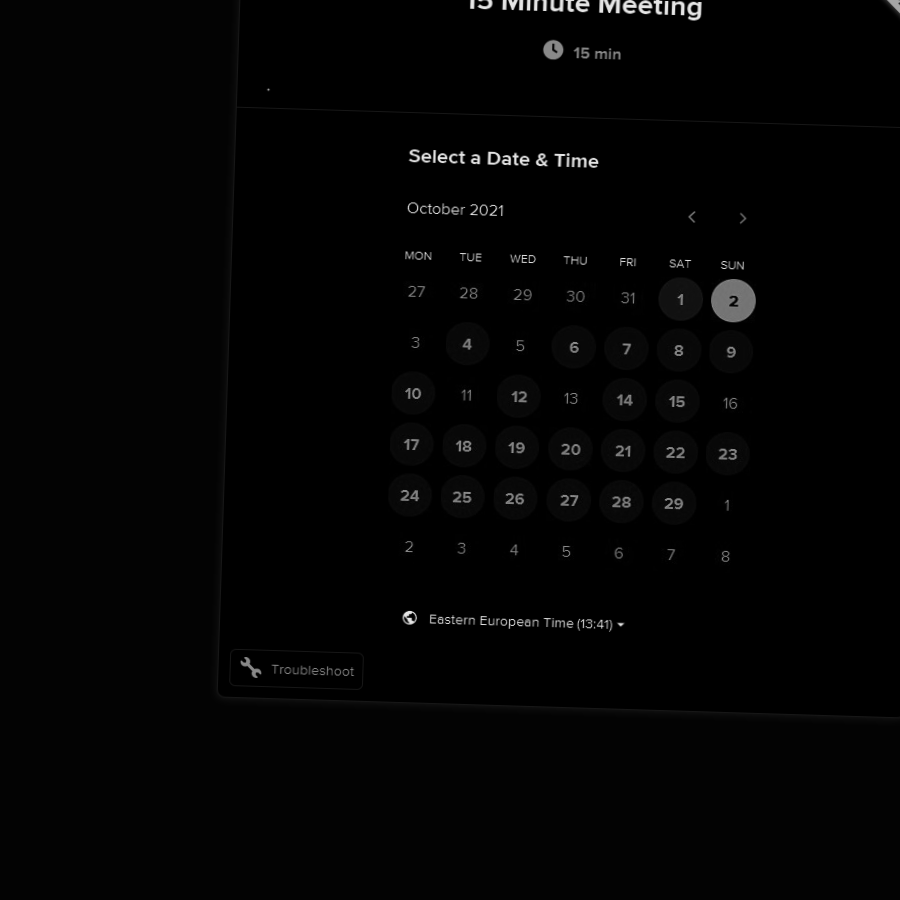 15 Minute Meeting
15 min
Select a Date & Time
October 2021
MON TUE WED THU FRI SAT SUN
27 28 29 30 31 1 2
3 4 5 6 7 8 9
10 11 12 13 14 15 16
17 18 19 20 21 22 23
24 25 26 27 28 29 1
2 3 4 5 6 7 8
Eastern European Time (13:41)
Troubleshoot